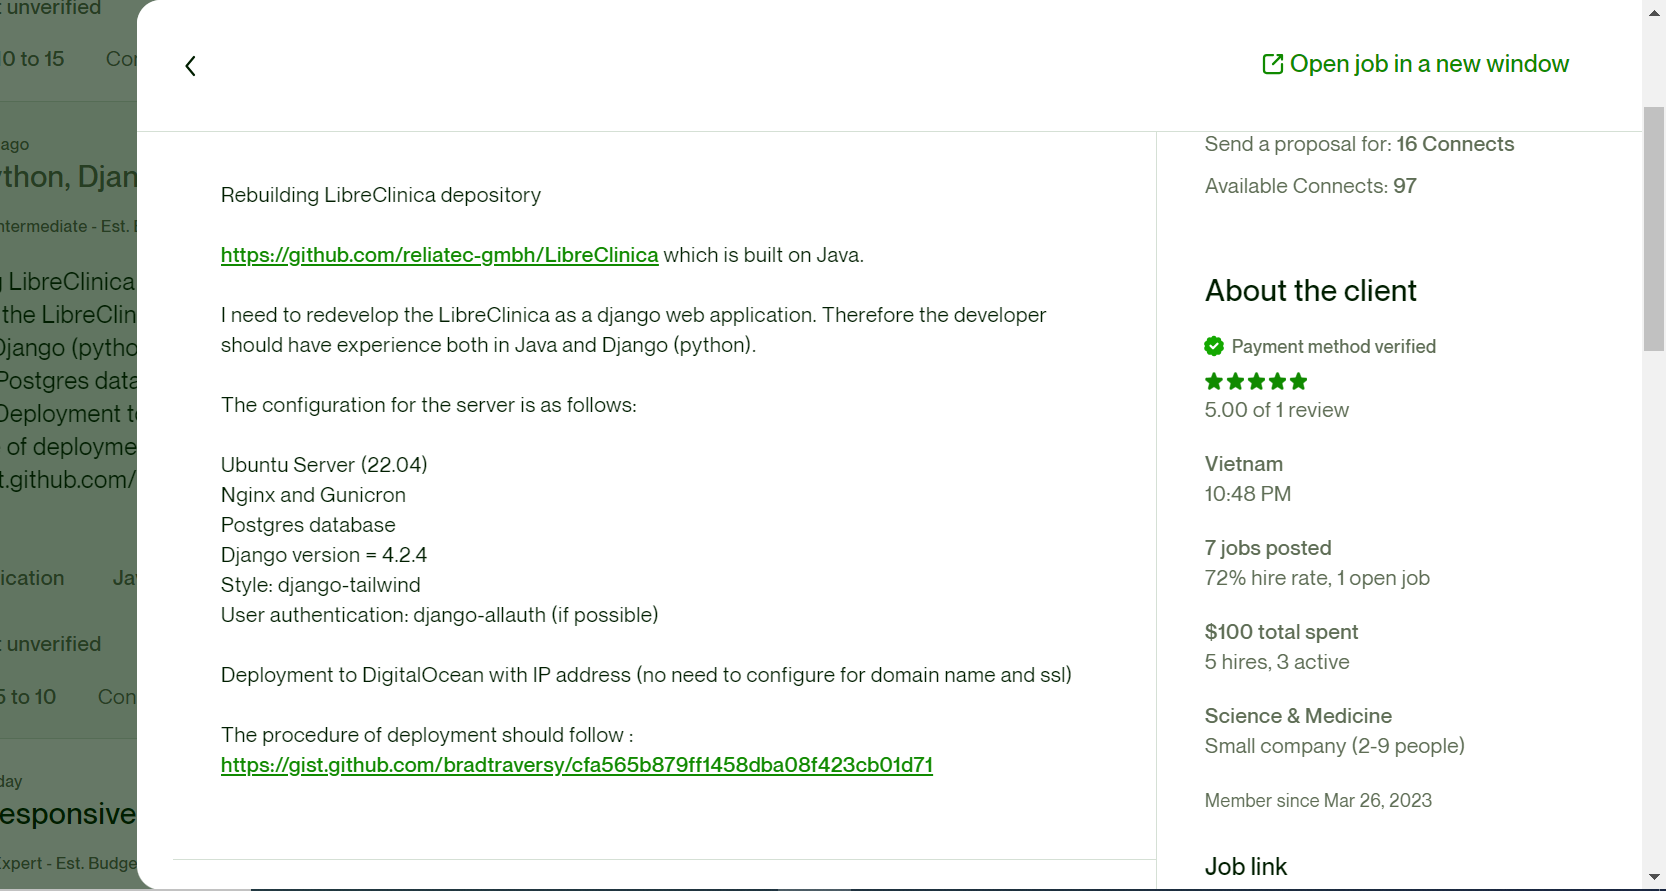 unverified
10 to 15
ago
ython, Djan
ntermediate - Est.
LibreClinica
the LibreClin
Django (pytho
Postgres data
Deployment t
of deployme
t.github.com/
ication
unverified
5 to 10
Con
day
esponsive
xpert - Est. Budge
Open job in a new window
Rebuilding LibreClinica depository
https://github.com/reliatec-gmbh/LibreClinica which is built on Java.
I need to redevelop the LibreClinica as a django web application. Therefore the developer
should have experience both in Java and Django (python).
The configuration for the server is as follows:
Ubuntu Server (22.04)
Nginx and Gunicron
Postgres database
Django version = 4.2.4
Style: django-tailwind
User authentication: django-allauth (if possible)
Deployment to DigitalOcean with IP address (no need to configure for domain name and ssl)
The procedure of deployment should follow :
https://gist.github.com/bradtraversy/cfa565b879ff1458dba08f423cb01d71
Send a proposal for: 16 Connects
Available Connects: 97
About the client
Payment method verified
5.00 of 1 review
Vietnam
10:48 PM
7 jobs posted
72% hire rate, 1 open job
$100 total spent
5 hires, 3 active
Science & Medicine
Small company (2-9 people)
Member since Mar 26, 2023
Job link